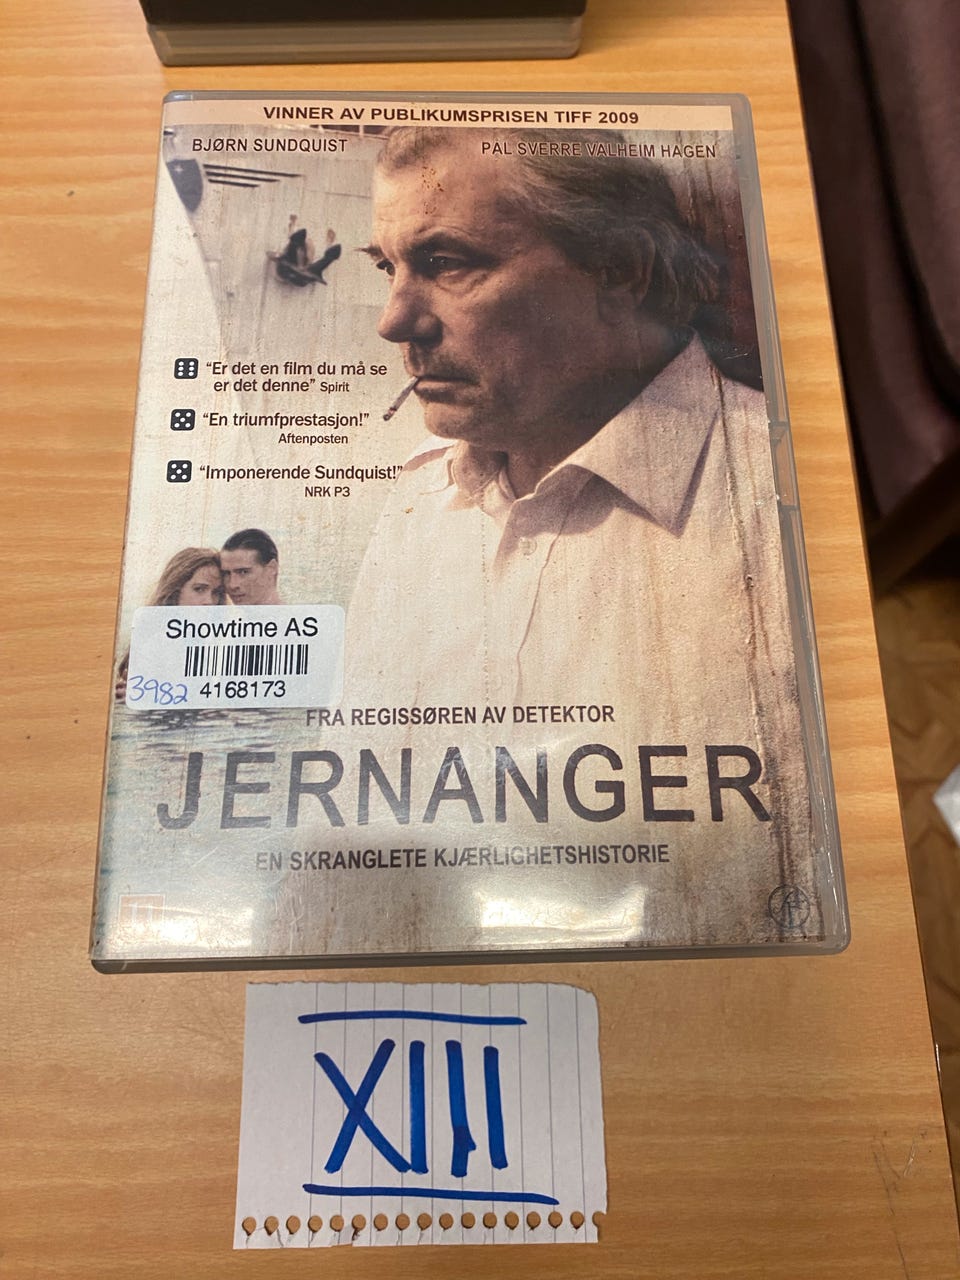 VINNER AV PUBLIKUMSPRISEN TIFF 2009
BJØRN SUNDQUIST
PÅL SVERRE VALHEIM HAGEN
“Er det en film du må se
er det denne” Spirit
“En triumfprestasjon!”
Aftenposten
“Imponerende Sundquist!”
NRK P3
Showtime AS
3982 4168173
FRA REGISSØREN AV DETEKTOR
JERNANGER
EN SKRANGLETE KJÆRLIGHETSHISTORIE
11
XIII